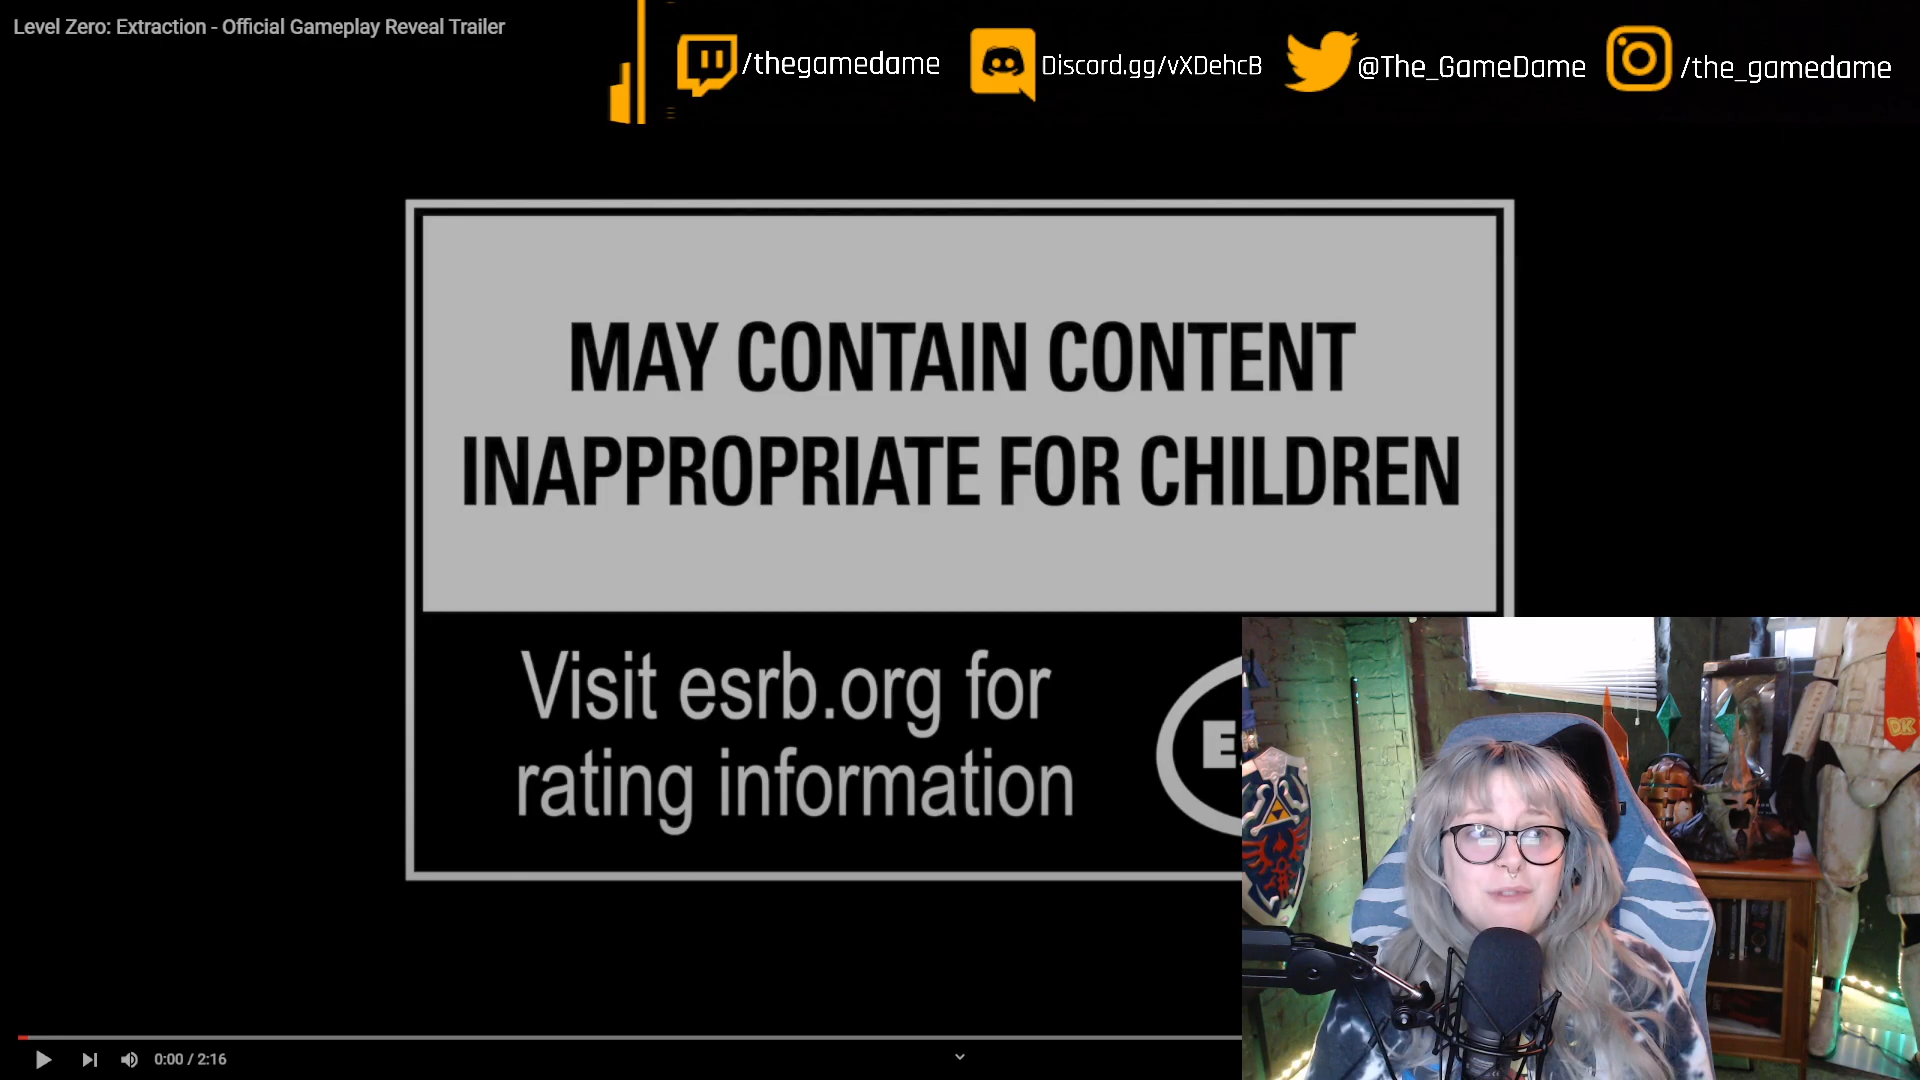 Level Zero: Extraction - Official Gameplay Reveal Trailer
/thegamedame
Discord.gg/vXDehcB
@The_GameDame
/the_gamedame
MAY CONTAIN CONTENT
INAPPROPRIATE FOR CHILDREN
Visit esrb.org for
rating information
E
DK
0:00 / 2:16